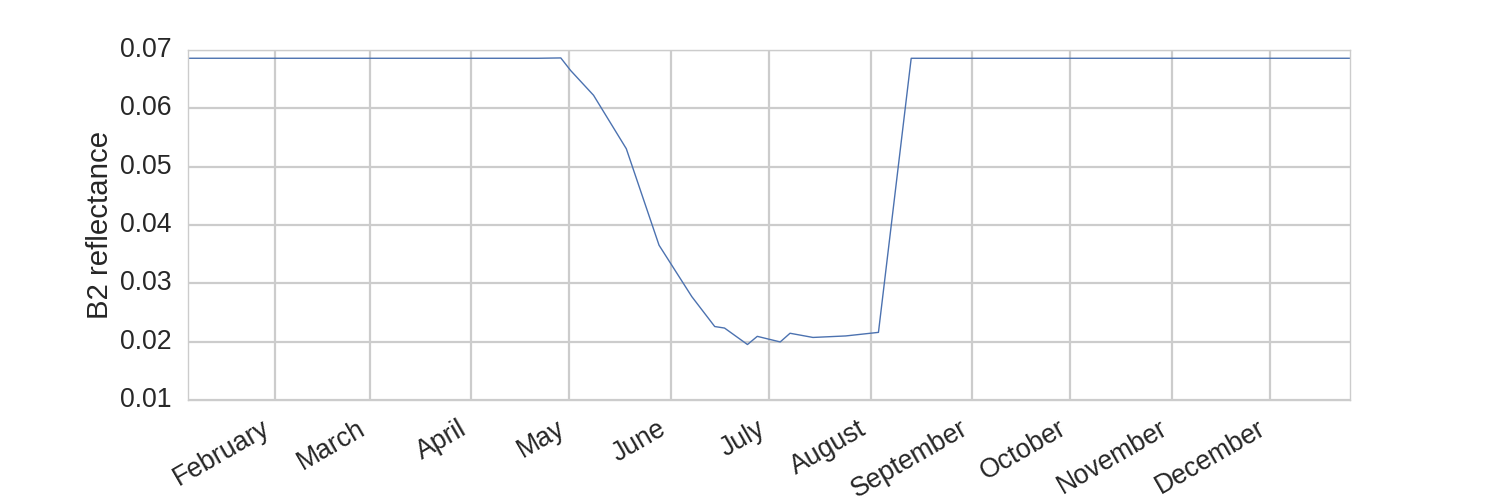 0.07
0.06
0.05
0.04
0.03
0.02
0.01
B2 reflectance
February
March
April
May
June
July
August
September
October
November
December